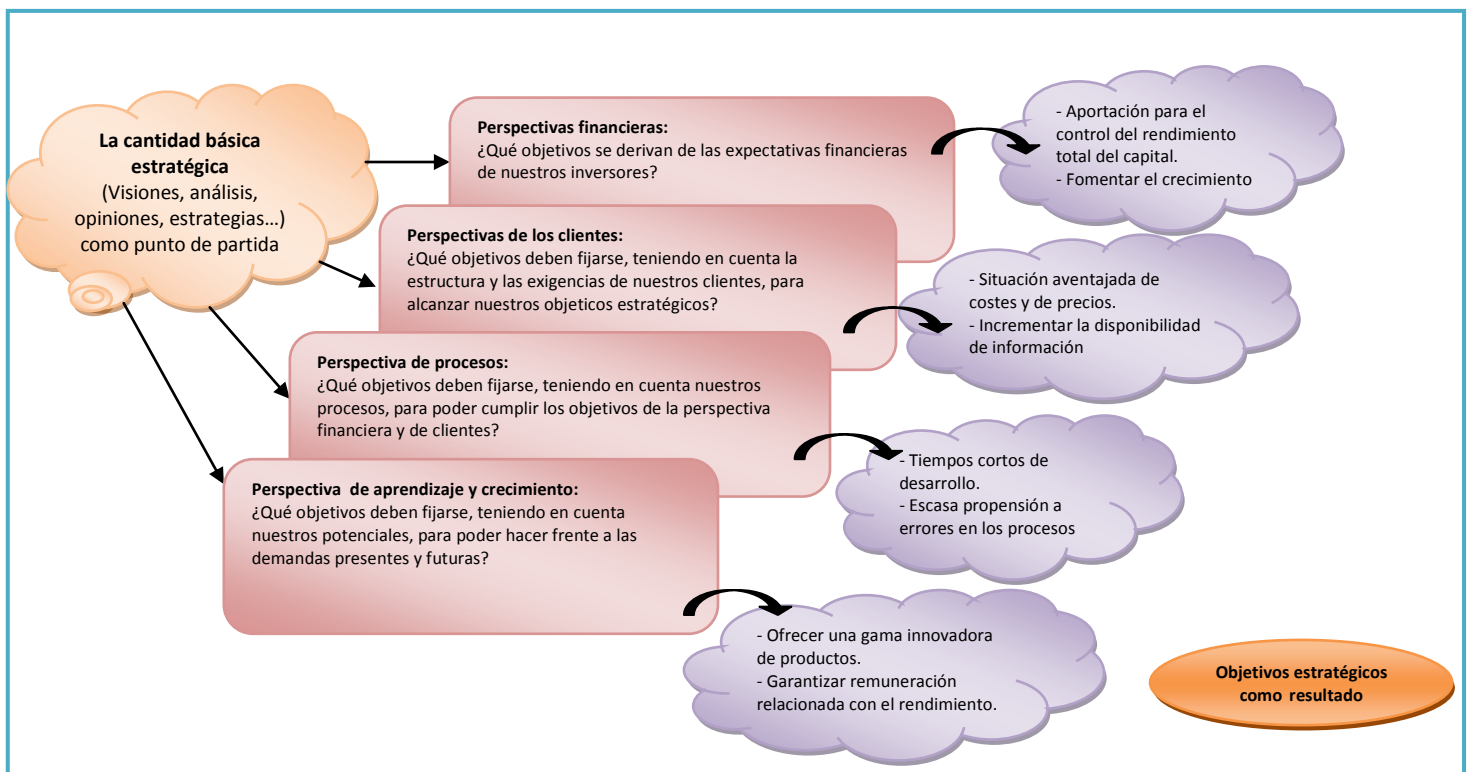 La cantidad básica
estratégica
(Visiones, análisis,
opiniones, estrategias…)
como punto de partida
Perspectivas financieras:
¿Qué objetivos se derivan de las expectativas financieras
de nuestros inversores?
- Aportación para el
control del rendimiento
total del capital.
- Fomentar el crecimiento
Perspectivas de los clientes:
¿Qué objetivos deben fijarse, teniendo en cuenta la
estructura y las exigencias de nuestros clientes, para
alcanzar nuestros objeticos estratégicos?
- Situación aventajada de
costes y de precios.
- Incrementar la disponibilidad
de información
Perspectiva de procesos:
¿Qué objetivos deben fijarse, teniendo en cuenta nuestros
procesos, para poder cumplir los objetivos de la perspectiva
financiera y de clientes?
- Tiempos cortos de
desarrollo.
- Escasa propensión a
errores en los procesos
Perspectiva de aprendizaje y crecimiento:
¿Qué objetivos deben fijarse, teniendo en cuenta
nuestros potenciales, para poder hacer frente a las
demandas presentes y futuras?
- Ofrecer una gama innovadora
de productos.
- Garantizar remuneración
relacionada con el rendimiento.
Objetivos estratégicos
como resultado